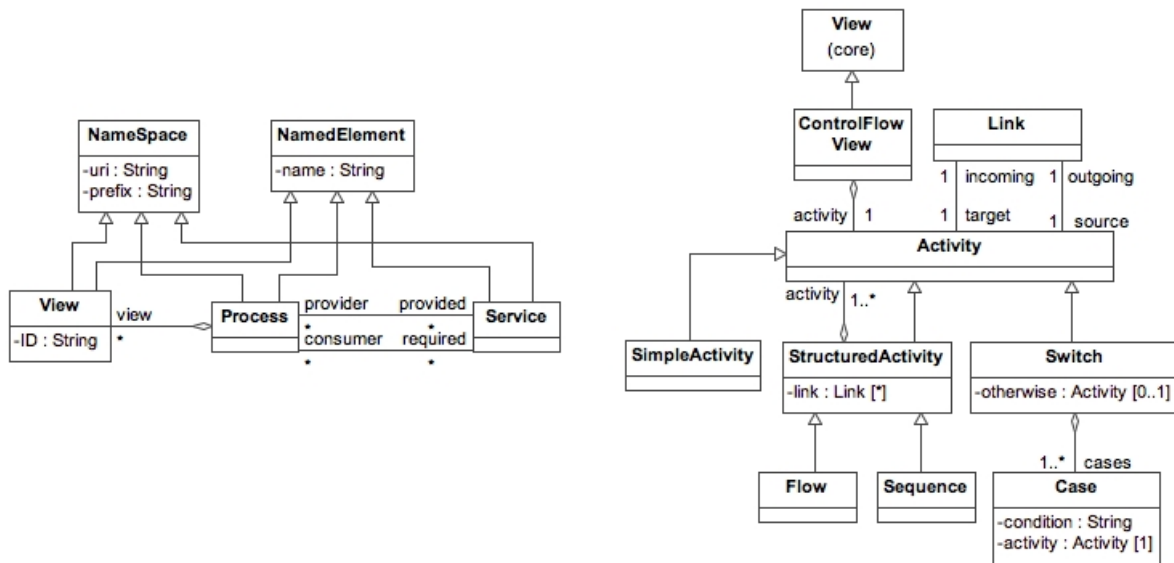 NameSpace
-uri : String
-prefix : String
NamedElement
-name : String
View
-ID : String
view
*
Process
provider
provided
*
*
consumer
required
*
*
Service
View
(core)
ControlFlow
View
Link
1
incoming
1
outgoing
activity
1
1
target
1
source
Activity
activity
1..*
SimpleActivity
StructuredActivity
-link : Link [*]
Switch
-otherwise : Activity [0..1]
1..*
cases
Flow
Sequence
Case
-condition : String
-activity : Activity [1]